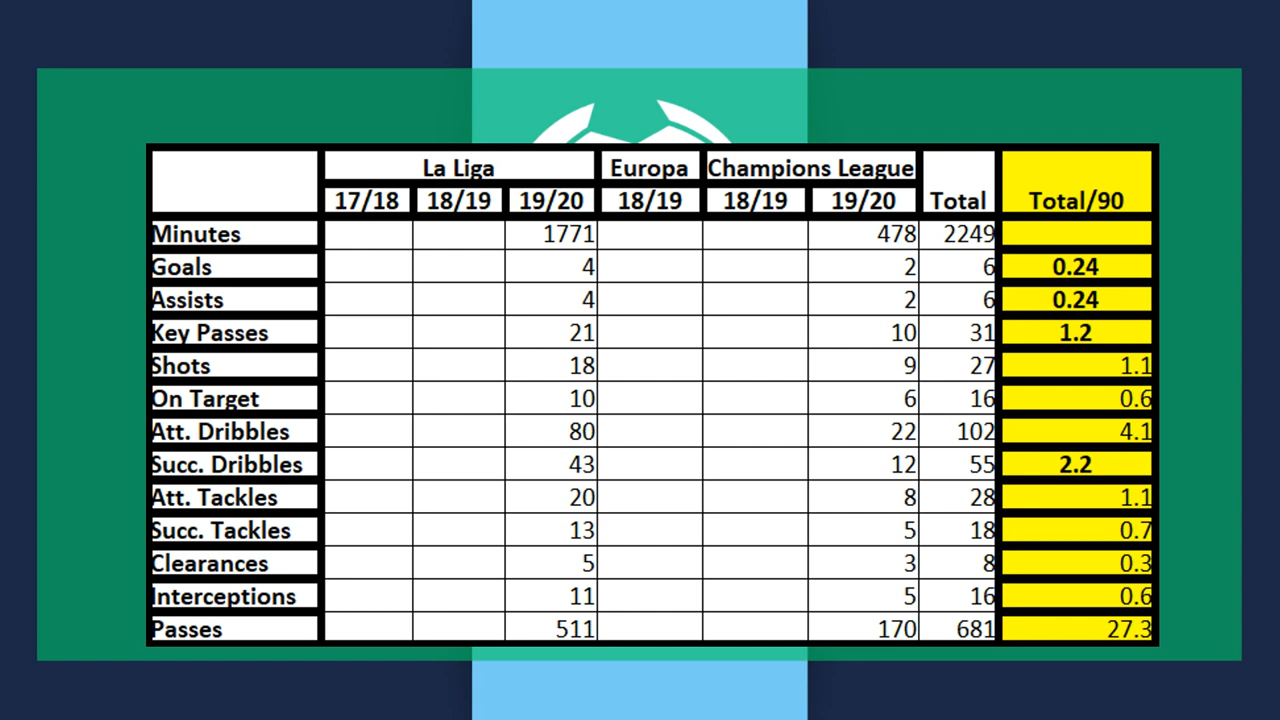 La Liga Europa Champions League
17/18 18/19 19/20 18/19 18/19 19/20 Total Total/90
Minutes 1771 478 2249
Goals 4 2 6 0.24
Assists 4 2 6 0.24
Key Passes 21 10 31 1.2
Shots 18 9 27 1.1
On Target 10 6 16 0.6
Att. Dribbles 80 22 102 4.1
Succ. Dribbles 43 12 55 2.2
Att. Tackles 20 8 28 1.1
Succ. Tackles 13 5 18 0.7
Clearances 5 3 8 0.3
Interceptions 11 5 16 0.6
Passes 511 170 681 27.3